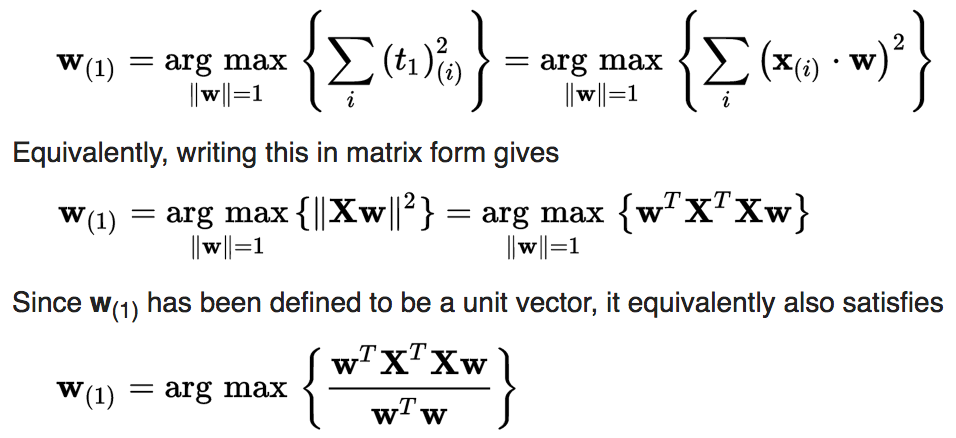 $\mathbf{w}_{(1)} = \underset{\Vert \mathbf{w} \Vert = 1}{\operatorname{arg\,max}} \left\{ \sum_i (t_1)^2_{(i)} \right\} = \underset{\Vert \mathbf{w} \Vert = 1}{\operatorname{arg\,max}} \left\{ \sum_i \left( \mathbf{x}_{(i)} \cdot \mathbf{w} \right)^2 \right\}$
Equivalently, writing this in matrix form gives
$\mathbf{w}_{(1)} = \underset{\Vert \mathbf{w} \Vert = 1}{\operatorname{arg\,max}} \{ \Vert \mathbf{X}\mathbf{w} \Vert^2 \} = \underset{\Vert \mathbf{w} \Vert = 1}{\operatorname{arg\,max}} \left\{ \mathbf{w}^T \mathbf{X}^T \mathbf{X} \mathbf{w} \right\}$
Since $\mathbf{w}_{(1)}$ has been defined to be a unit vector, it equivalently also satisfies
$\mathbf{w}_{(1)} = \operatorname{arg\,max} \left\{ \frac{\mathbf{w}^T \mathbf{X}^T \mathbf{X} \mathbf{w}}{\mathbf{w}^T \mathbf{w}} \right\}$